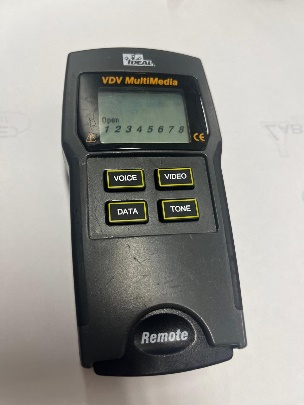 IDEAL
VDV MultiMedia
Open
1 2 3 4 5 6 7 8
CE
VOICE VIDEO
DATA TONE
Remote